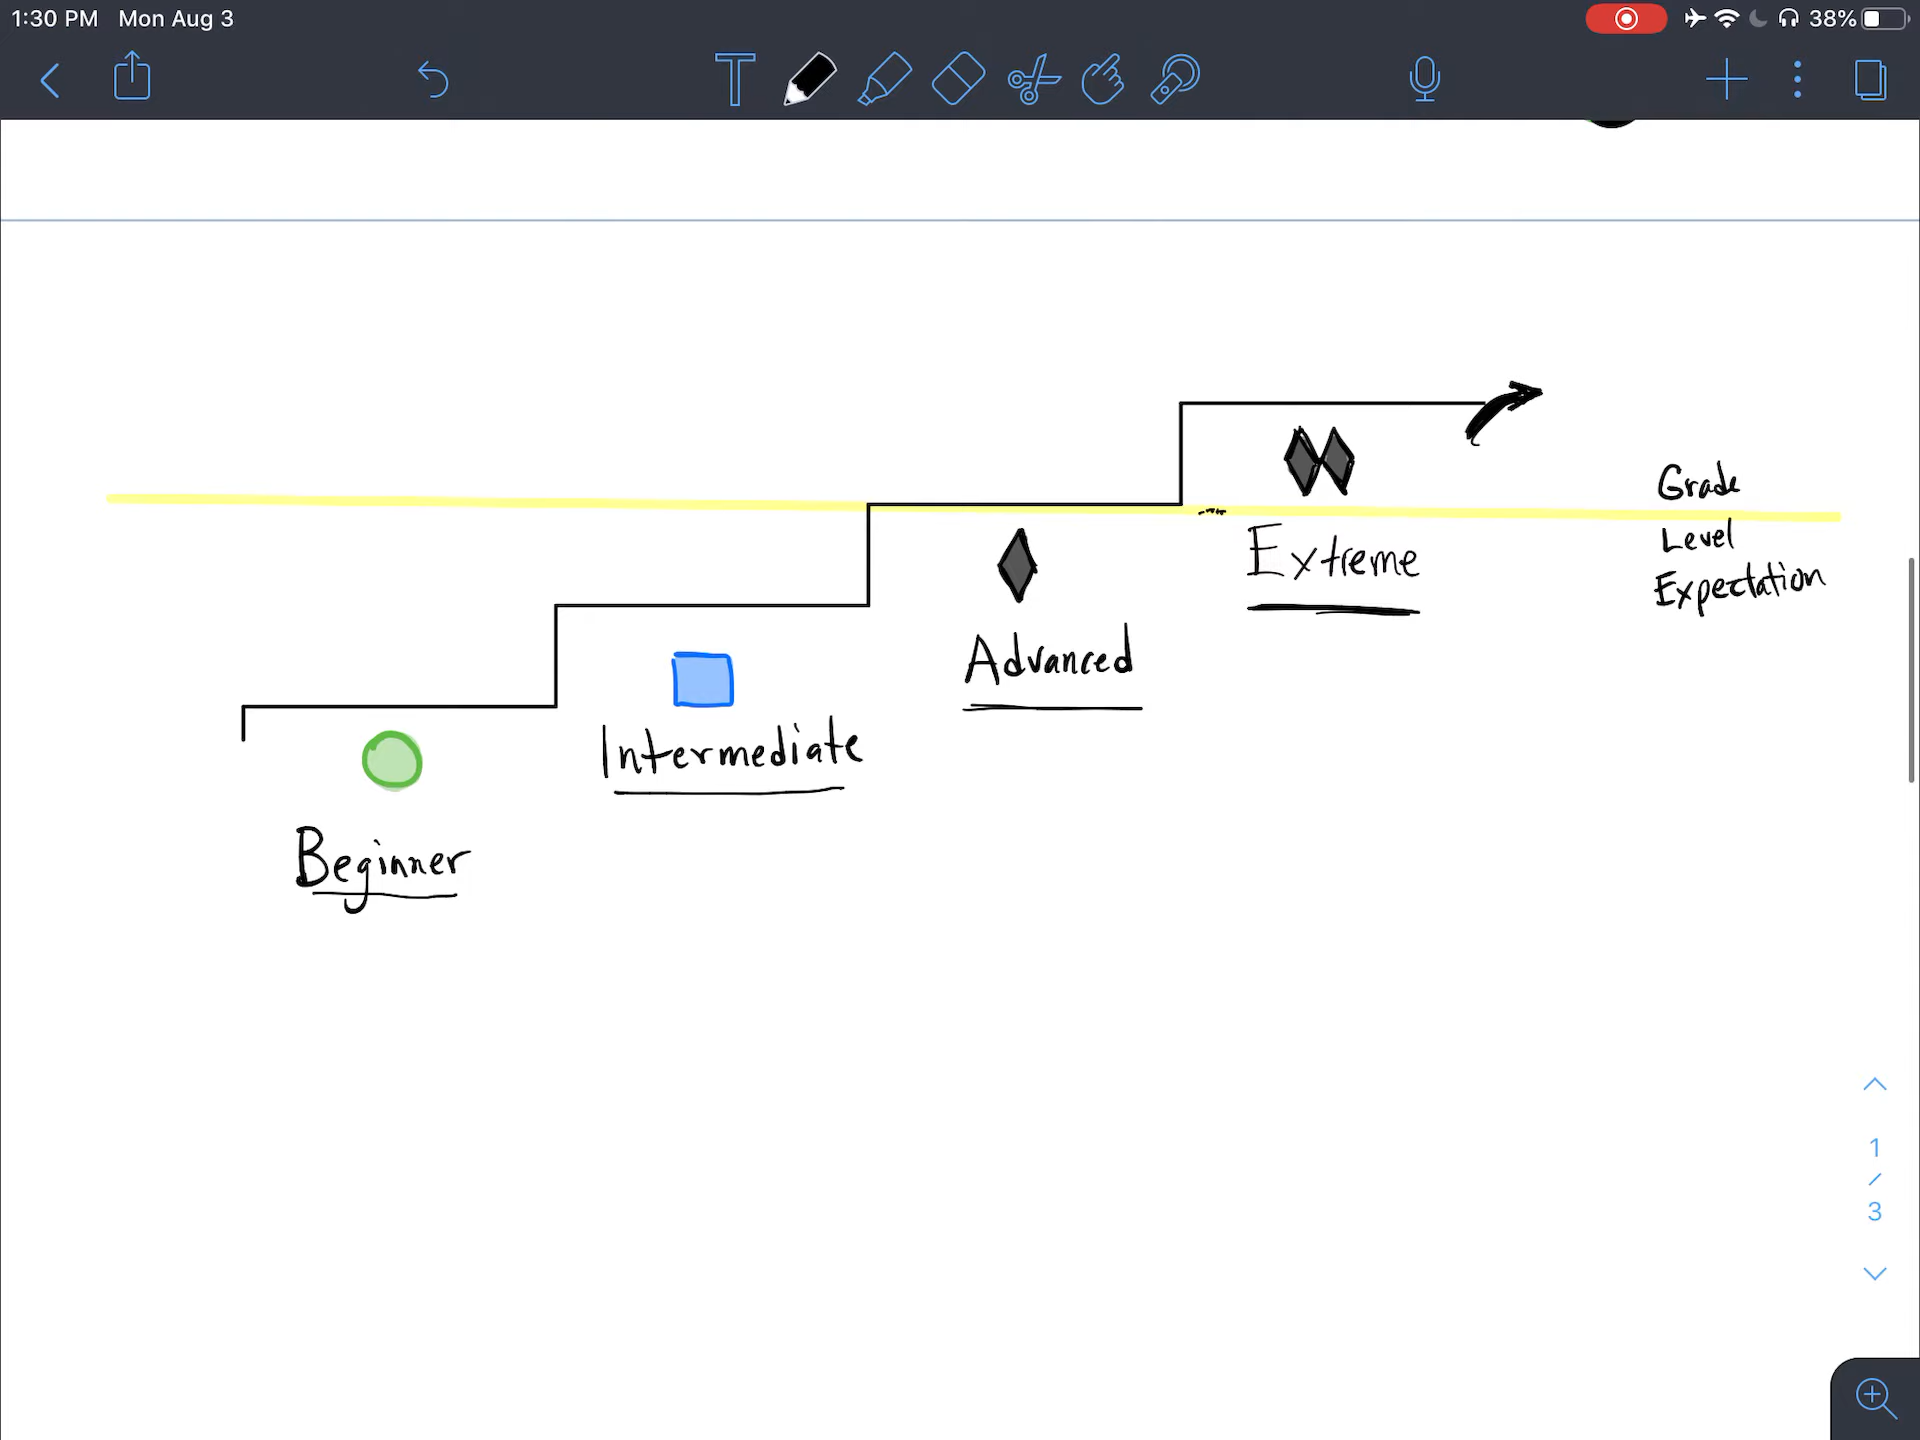 1:30 PM Mon Aug 3
38%
T
Grade
Level
Expectation
Extreme
Advanced
Intermediate
Beginner
1
/
3